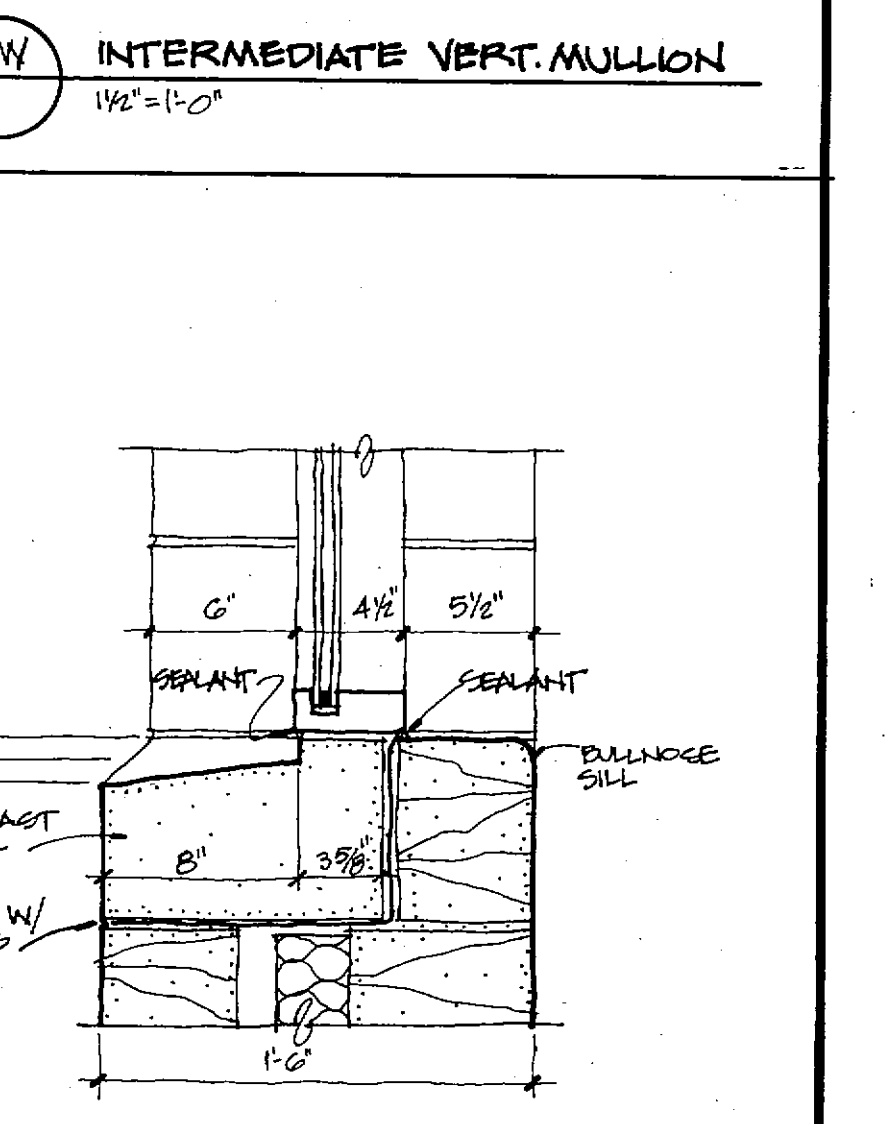 W
INTERMEDIATE VERT. MULLION
1½"=1'-0"
6"
4½"
5½"
SEALANT
SEALANT
BULLNOSE
SILL
AST
8"
3⅝"
W/
1'-6"